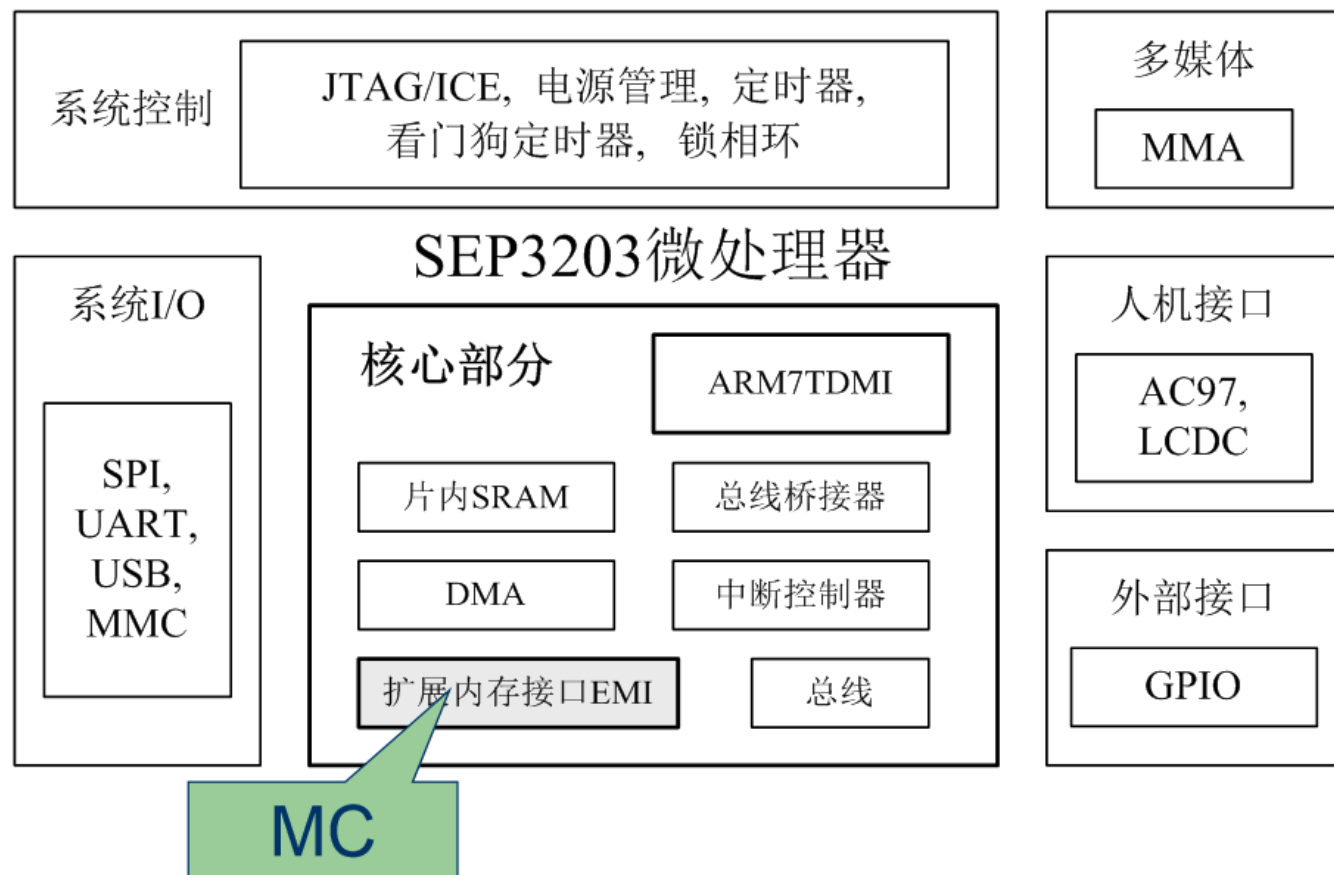 系统控制
JTAG/ICE, 电源管理, 定时器,
看门狗定时器, 锁相环
多媒体
MMA
SEP3203微处理器
系统I/O
SPI,
UART,
USB,
MMC
核心部分
ARM7TDMI
片内SRAM
总线桥接器
DMA
中断控制器
扩展内存接口EMI
总线
人机接口
AC97,
LCDC
外部接口
GPIO
MC